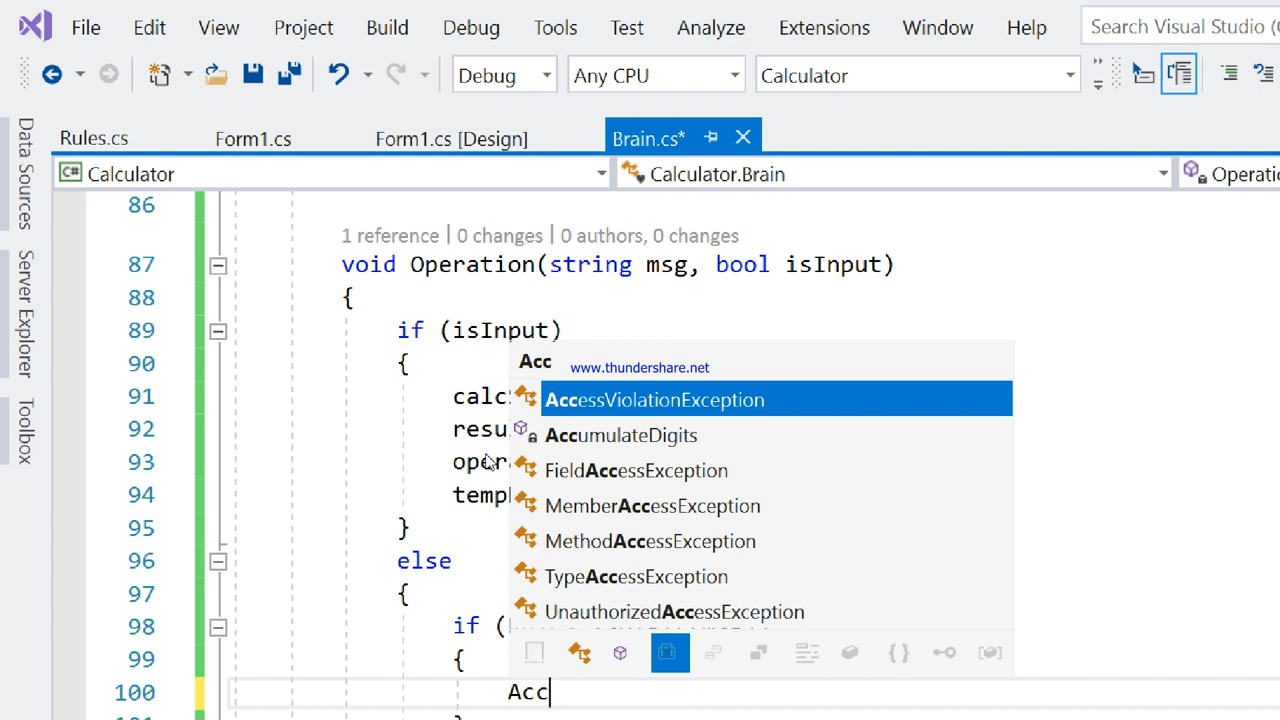 File Edit View Project Build Debug Tools Test Analyze Extensions Window Help Search Visual Studio (
Debug Any CPU Calculator
Rules.cs Form1.cs Form1.cs [Design] Brain.cs*
C# Calculator Calculator.Brain
Data Sources
Server Explorer
Toolbox
86
1 reference | 0 changes | 0 authors, 0 changes
87 void Operation(string msg, bool isInput)
88 {
89 if (isInput)
90 {
91 calc
92 resu
93 oper
94 temp
95 }
96 else
97 {
98 if (
99 {
100 Acc
Acc www.thundershare.net
AccessViolationException
AccumulateDigits
FieldAccessException
MemberAccessException
MethodAccessException
TypeAccessException
UnauthorizedAccessException